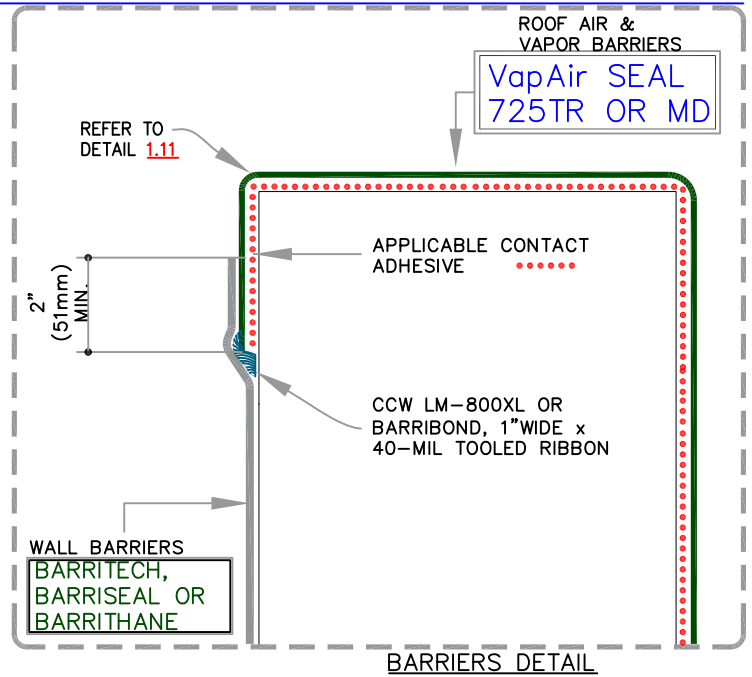 ROOF AIR &
VAPOR BARRIERS
VapAir SEAL
725TR OR MD
REFER TO
DETAIL 1.11
APPLICABLE CONTACT
ADHESIVE
2"
(51mm)
MIN.
CCW LM-800XL OR
BARRIBOND, 1"WIDE x
40-MIL TOOLED RIBBON
WALL BARRIERS
BARRITECH,
BARRISEAL OR
BARRITHANE
BARRIERS DETAIL